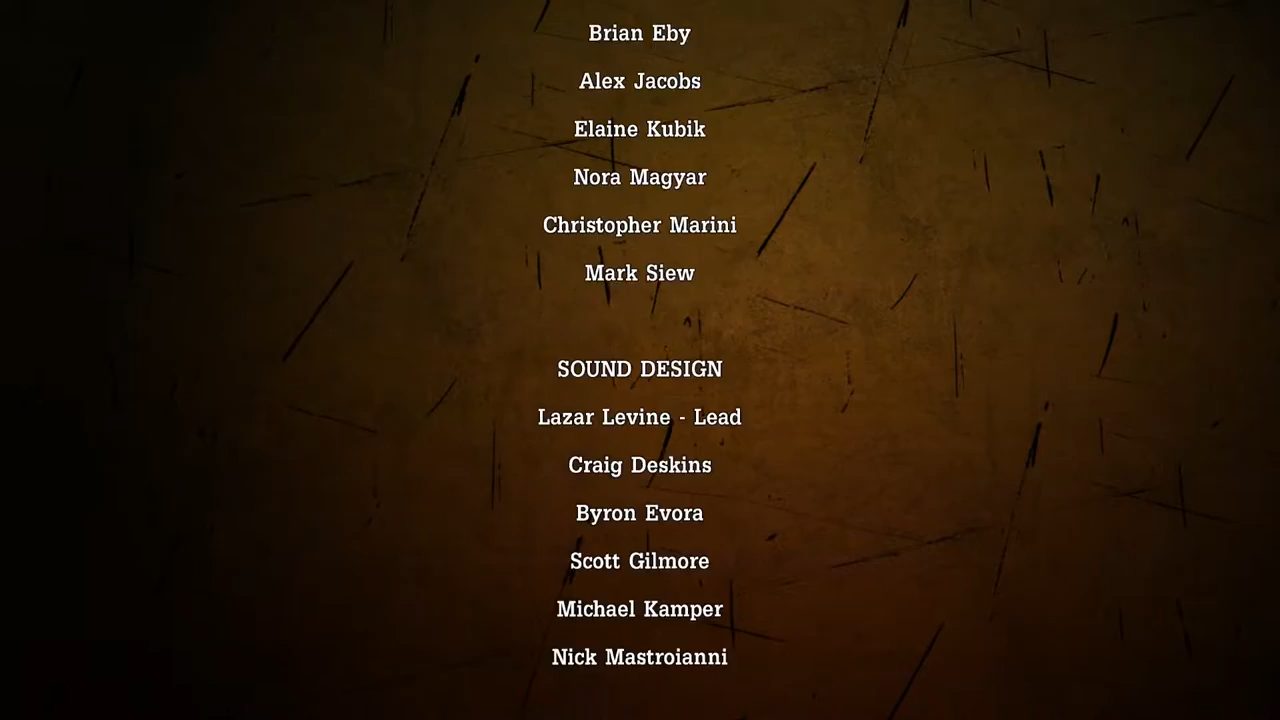 Brian Eby
Alex Jacobs
Elaine Kubik
Nora Magyar
Christopher Marini
Mark Siew
SOUND DESIGN
Lazar Levine - Lead
Craig Deskins
Byron Evora
Scott Gilmore
Michael Kamper
Nick Mastroianni